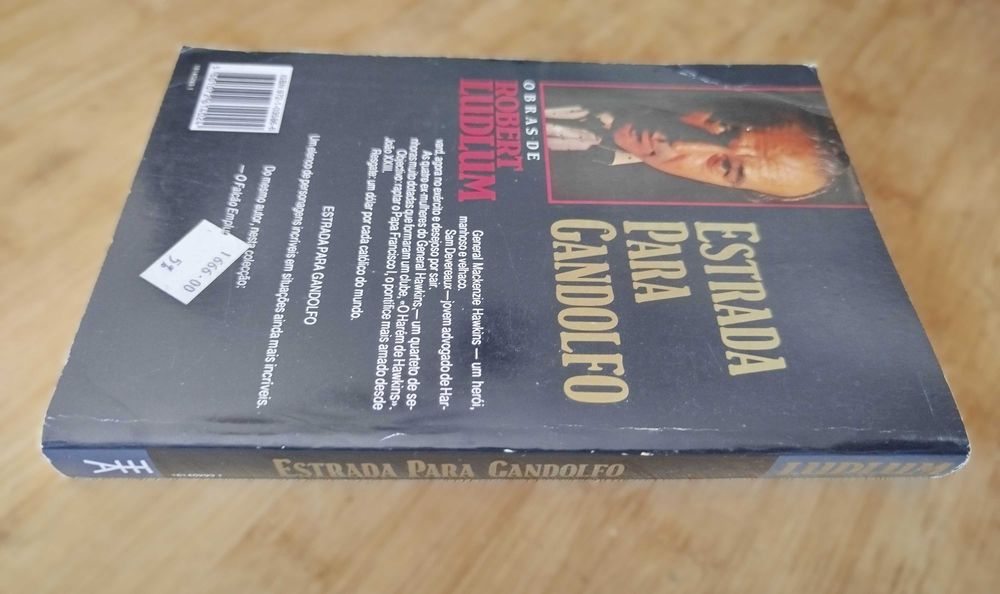 ESTRADA
PARA
GANDOLFO
OBRAS DE
ROBERT
LUDLUM
General Mackenzie Hawkins — um herói,
manhoso e velhaco.
Sam Devereaux — jovem advogado de Har-
vard, agora no exército e desejoso por sair.
As quatro ex-mulheres do General Hawkins, — um quarteto de se-
nhoras muito dotadas que formaram um clube, «O Harém de Hawkins».
Objectivo: raptar o Papa Francisco I, o pontífice mais amado desde
João XXIII.
Resgate: um dólar por cada católico do mundo.
ESTRADA PARA GANDOLFO
Um elenco de personagens incríveis em situações ainda mais incríveis.
Do mesmo autor, nesta colecção:
— O Falcão
1666.00
ESTRADA PARA GANDOLFO
LUDLUM